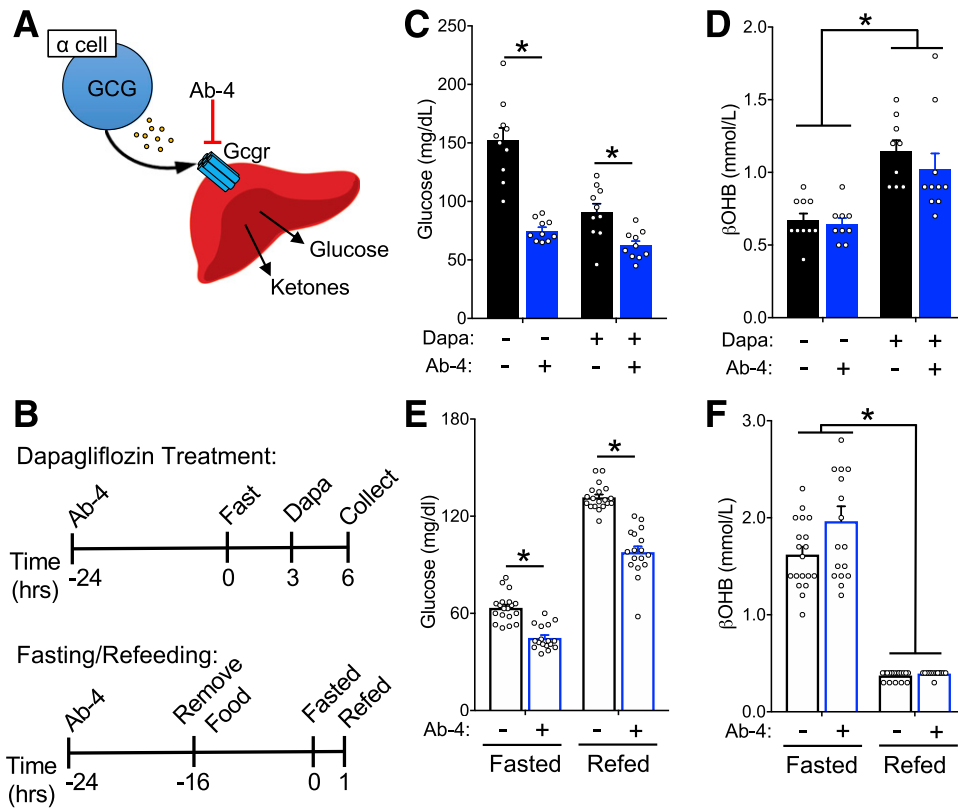 A
α cell
GCG
Ab-4
Gcgr
Glucose
Ketones
B
Dapagliflozin Treatment:
Ab-4
Fast
Dapa
Collect
Time
(hrs)
-24
0
3
6
Fasting/Refeeding:
Ab-4
Remove
Food
Fasted
Refed
Time
(hrs)
-24
-16
0
1
C
Glucose (mg/dL)
250
200
150
100
50
0
*
*
Dapa: - - + +
Ab-4: - + - +
D
βOHB (mmol/L)
2.0
1.5
1.0
0.5
0.0
*
Dapa: - - + +
Ab-4: - + - +
E
Glucose (mg/dl)
180
120
60
0
*
*
Ab-4: - + - +
Fasted Refed
F
βOHB (mmol/L)
3.0
2.0
1.0
0.0
*
Ab-4: - + - +
Fasted Refed